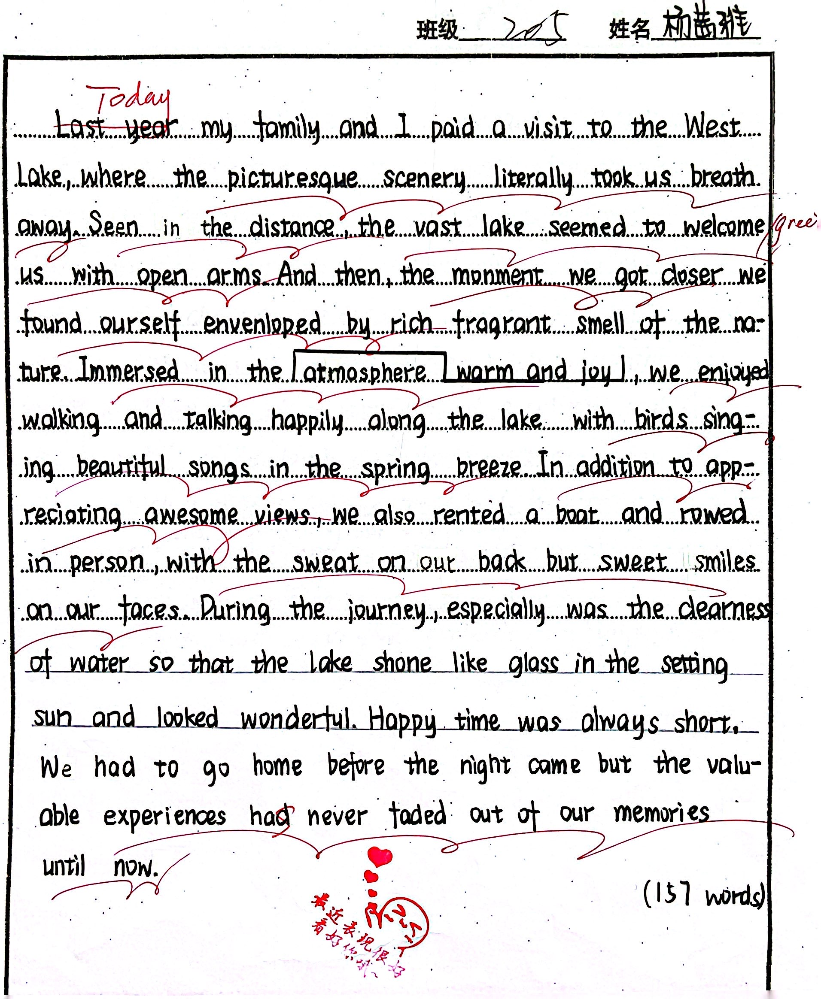 班级 205 姓名 杨茜雅
Today
Last year my family and I paid a visit to the West
Lake, where the picturesque scenery literally took us breath
away. Seen in the distance, the vast lake seemed to welcome
us with open arms. And then, the monment we got closer we
found ourself envenloped by rich fragrant smell of the na-
ture. Immersed in the atmosphere warm and joy, we enjoyed
walking and talking happily along the lake with birds sing-
ing beautiful songs in the spring breeze. In addition to app-
reciating awesome views, we also rented a boat and rowed
in person, with the sweat on our back but sweet smiles
on our faces. During the journey, especially was the clearness
of water so that the lake shone like glass in the setting
sun and looked wonderful. Happy time was always short.
We had to go home before the night came but the valu-
able experiences had never faded out of our memories
until now.
(157 words)
最近表现很好
看好你哦~